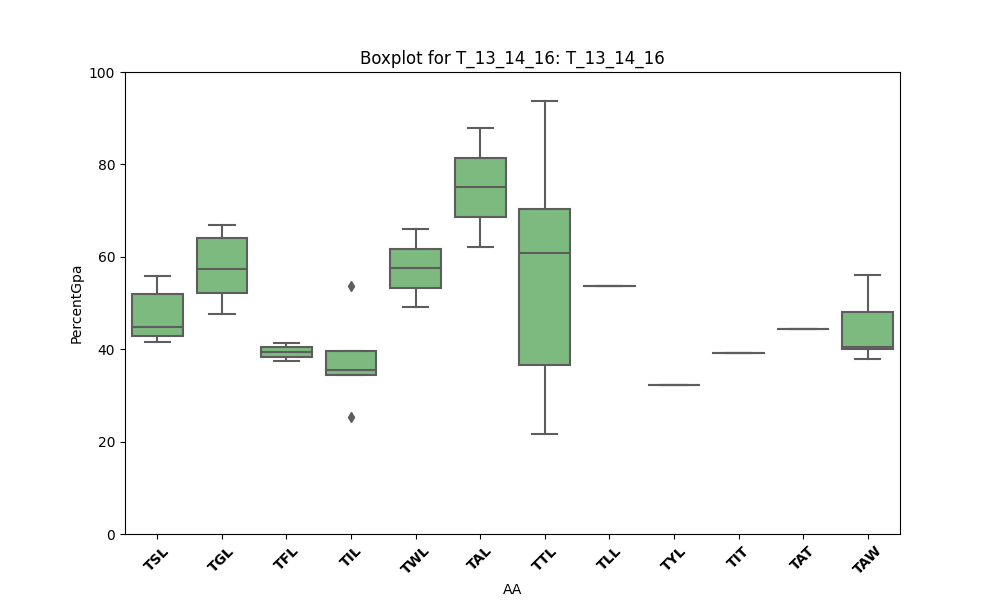 Boxplot for T_13_14_16: T_13_14_16
100
80
60
40
20
0
PercentGpa
TSL TGL TFL TIL TWL TAL TTL TLL TYL TIT TAT TAW
AA